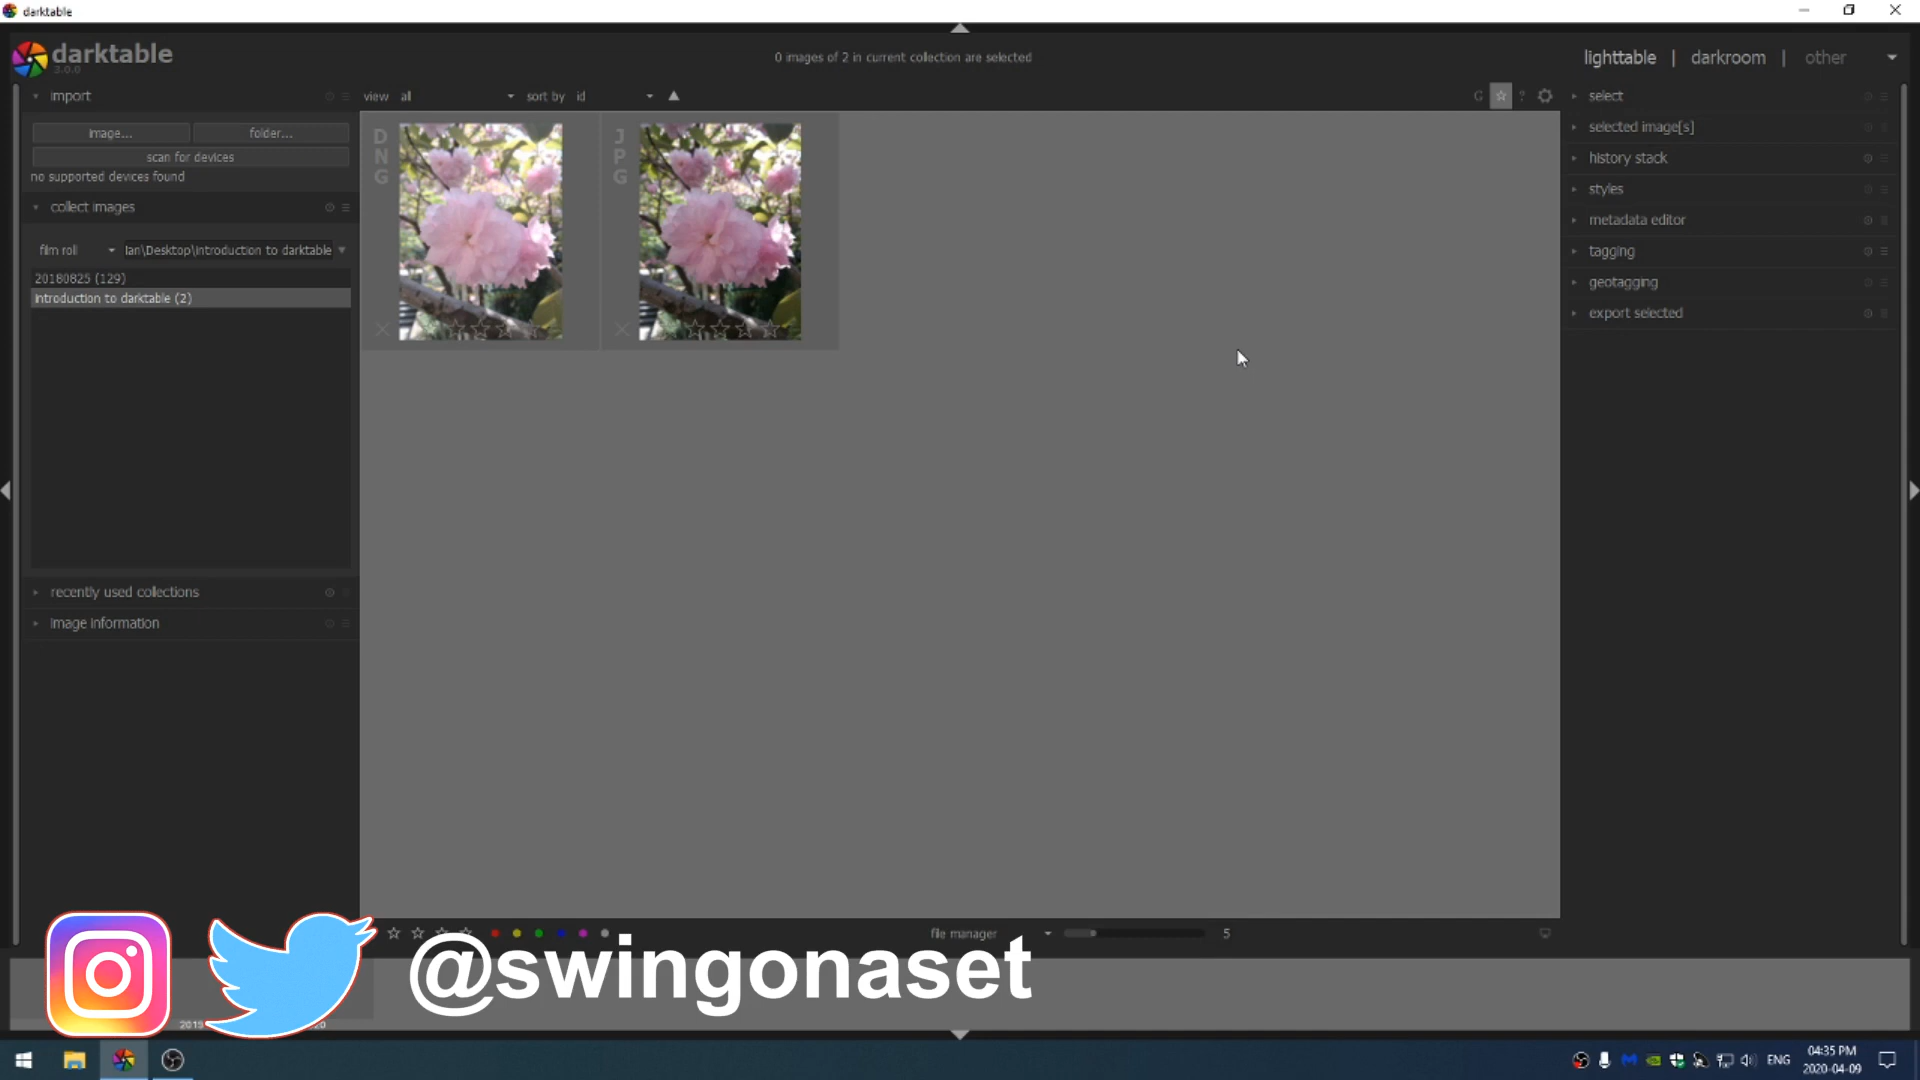 darktable
darktable
3.0.0
0 images of 2 in current collection are selected
lighttable | darkroom | other
import
view all
sort by id
G
?
select
image...
folder...
scan for devices
no supported devices found
collect images
film roll
Ian\Desktop\introduction to darktable
20180825 (129)
introduction to darktable (2)
DNG
JPG
selected image[s]
history stack
styles
metadata editor
tagging
geotagging
export selected
recently used collections
image information
file manager
5
@swingonaset
ENG
04:35 PM
2020-04-09